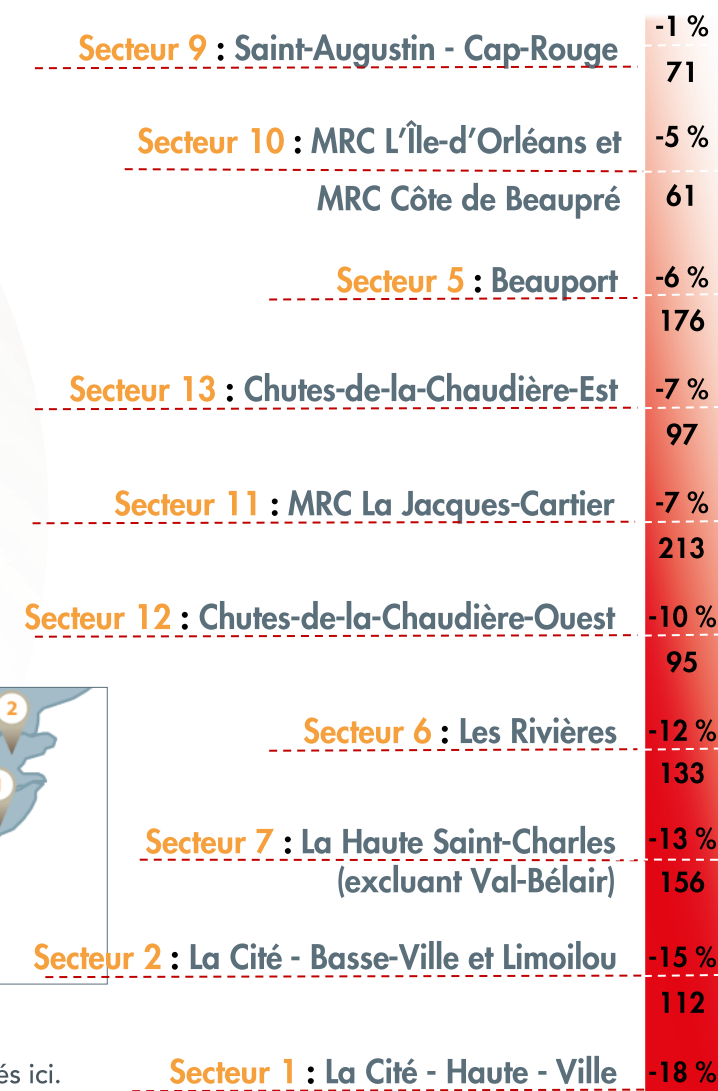 -1 %
Secteur 9 : Saint-Augustin - Cap-Rouge
71
Secteur 10 : MRC L’Île-d’Orléans et -5 %
MRC Côte de Beaupré 61
Secteur 5 : Beauport -6 %
176
Secteur 13 : Chutes-de-la-Chaudière-Est -7 %
97
Secteur 11 : MRC La Jacques-Cartier -7 %
213
Secteur 12 : Chutes-de-la-Chaudière-Ouest -10 %
95
2
Secteur 6 : Les Rivières -12 %
133
Secteur 7 : La Haute Saint-Charles -13 %
(excluant Val-Bélair) 156
Secteur 2 : La Cité - Basse-Ville et Limoilou -15 %
112
és ici.
Secteur 1 : La Cité - Haute - Ville -18 %